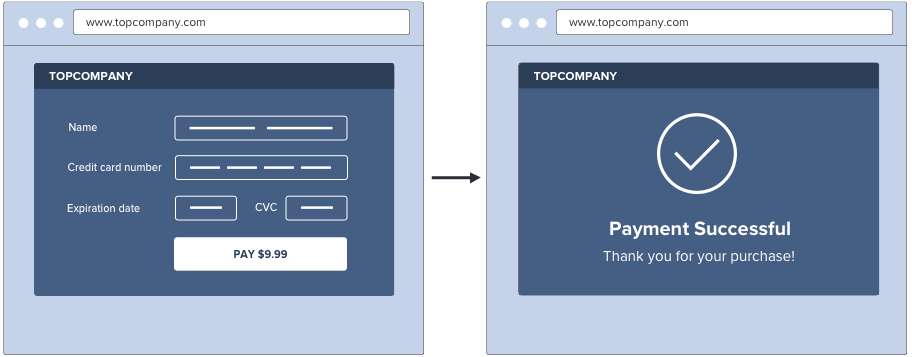 www.topcompany.com
TOPCOMPANY
Name
Credit card number
Expiration date CVC
PAY $9.99
www.topcompany.com
TOPCOMPANY
Payment Successful
Thank you for your purchase!